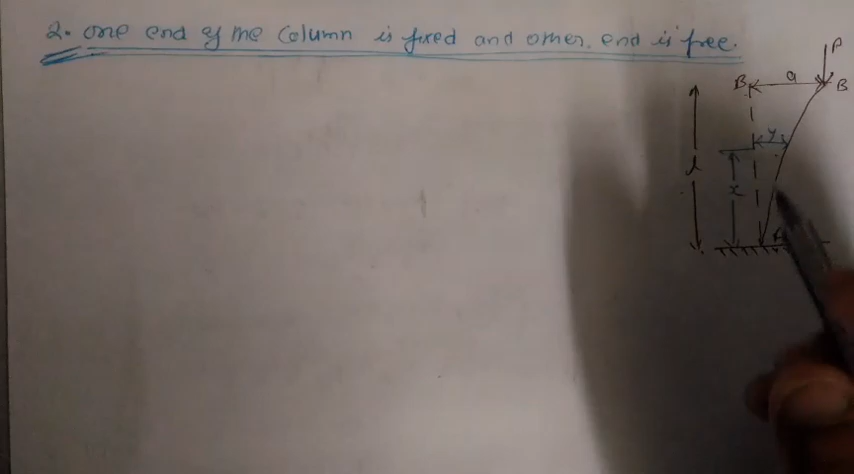 2. one end of the Column is fixed and other end is free.
P
a
B
B
y
l
x
A